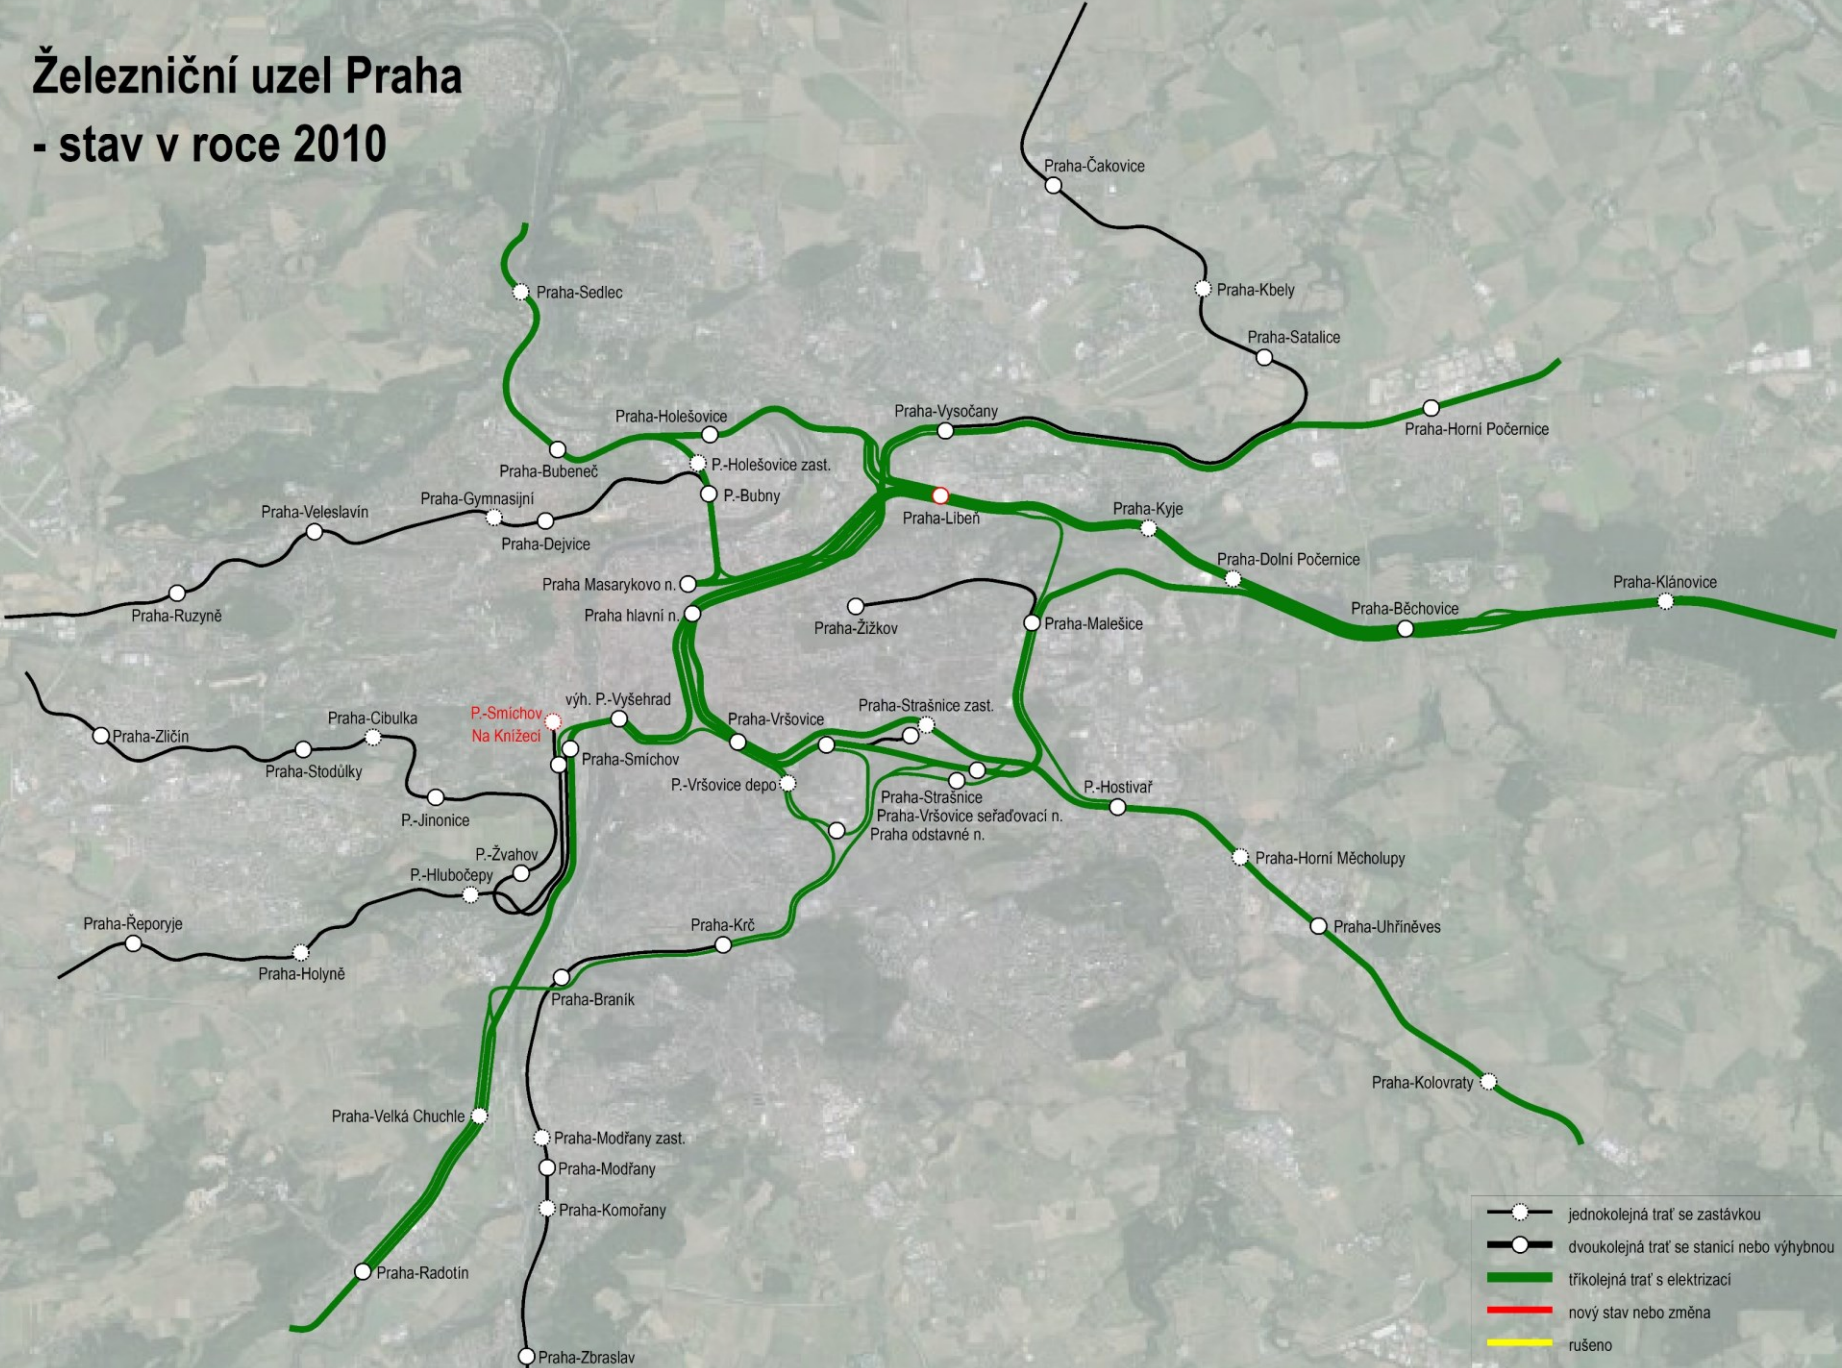 Železniční uzel Praha
- stav v roce 2010
Praha-Čakovice
Praha-Kbely
Praha-Sedlec
Praha-Satalice
Praha-Holešovice
Praha-Vysočany
Praha-Horní Počernice
Praha-Bubeneč
P.-Holešovice zast.
Praha-Gymnasijní
P.-Bubny
Praha-Veleslavín
Praha-Dejvice
Praha-Libeň
Praha-Kyje
Praha-Dolní Počernice
Praha Masarykovo n.
Praha-Klánovice
Praha-Ruzyně
Praha hlavní n.
Praha-Žižkov
Praha-Malešice
Praha-Běchovice
výh. P.-Vyšehrad
P.-Smíchov
Na Knížecí
Praha-Cibulka
Praha-Vršovice
Praha-Strašnice zast.
Praha-Zličín
Praha-Stodůlky
Praha-Smíchov
P.-Vršovice depo
P.-Hostivař
Praha-Strašnice
Praha-Vršovice seřaďovací n.
Praha odstavné n.
P.-Jinonice
P.-Žvahov
P.-Hlubočepy
Praha-Horní Měcholupy
Praha-Řeporyje
Praha-Krč
Praha-Uhříněves
Praha-Holyně
Praha-Braník
Praha-Kolovraty
Praha-Velká Chuchle
Praha-Modřany zast.
Praha-Modřany
Praha-Komořany
Praha-Radotín
Praha-Zbraslav
jednokolejná trať se zastávkou
dvoukolejná trať se stanicí nebo výhybnou
tříkolejná trať s elektrizací
nový stav nebo změna
rušeno